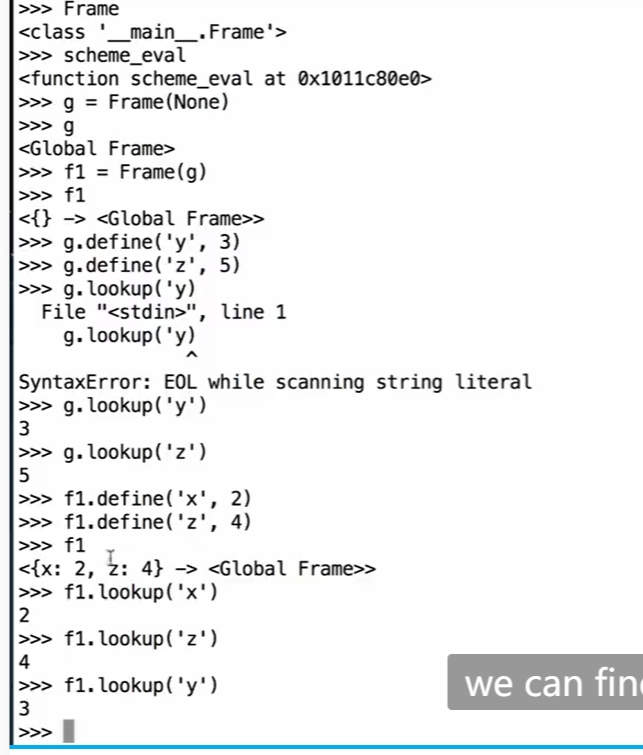 >>> Frame
<class '__main__.Frame'>
>>> scheme_eval
<function scheme_eval at 0x1011c80e0>
>>> g = Frame(None)
>>> g
<Global Frame>
>>> f1 = Frame(g)
>>> f1
<{} -> <Global Frame>>
>>> g.define('y', 3)
>>> g.define('z', 5)
>>> g.lookup('y)
  File "<stdin>", line 1
    g.lookup('y)
               ^
SyntaxError: EOL while scanning string literal
>>> g.lookup('y')
3
>>> g.lookup('z')
5
>>> f1.define('x', 2)
>>> f1.define('z', 4)
>>> f1
<{x: 2, z: 4} -> <Global Frame>>
>>> f1.lookup('x')
2
>>> f1.lookup('z')
4
>>> f1.lookup('y')
3
>>>
we can find